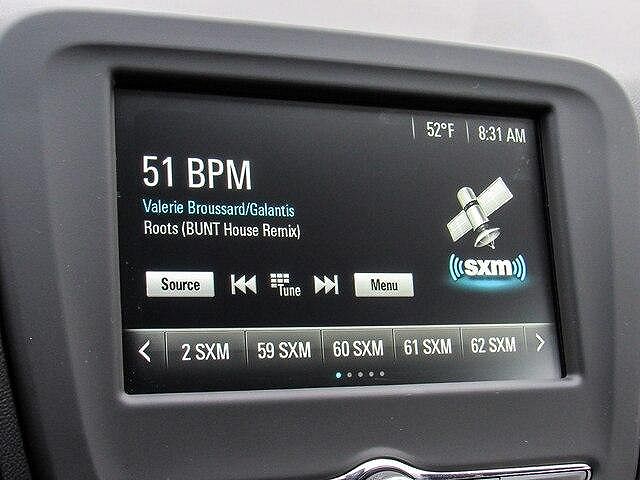 52°F 8:31 AM
51 BPM
Valerie Broussard/Galantis
Roots (BUNT House Remix)
sxm
Source Tune Menu
2 SXM 59 SXM 60 SXM 61 SXM 62 SXM